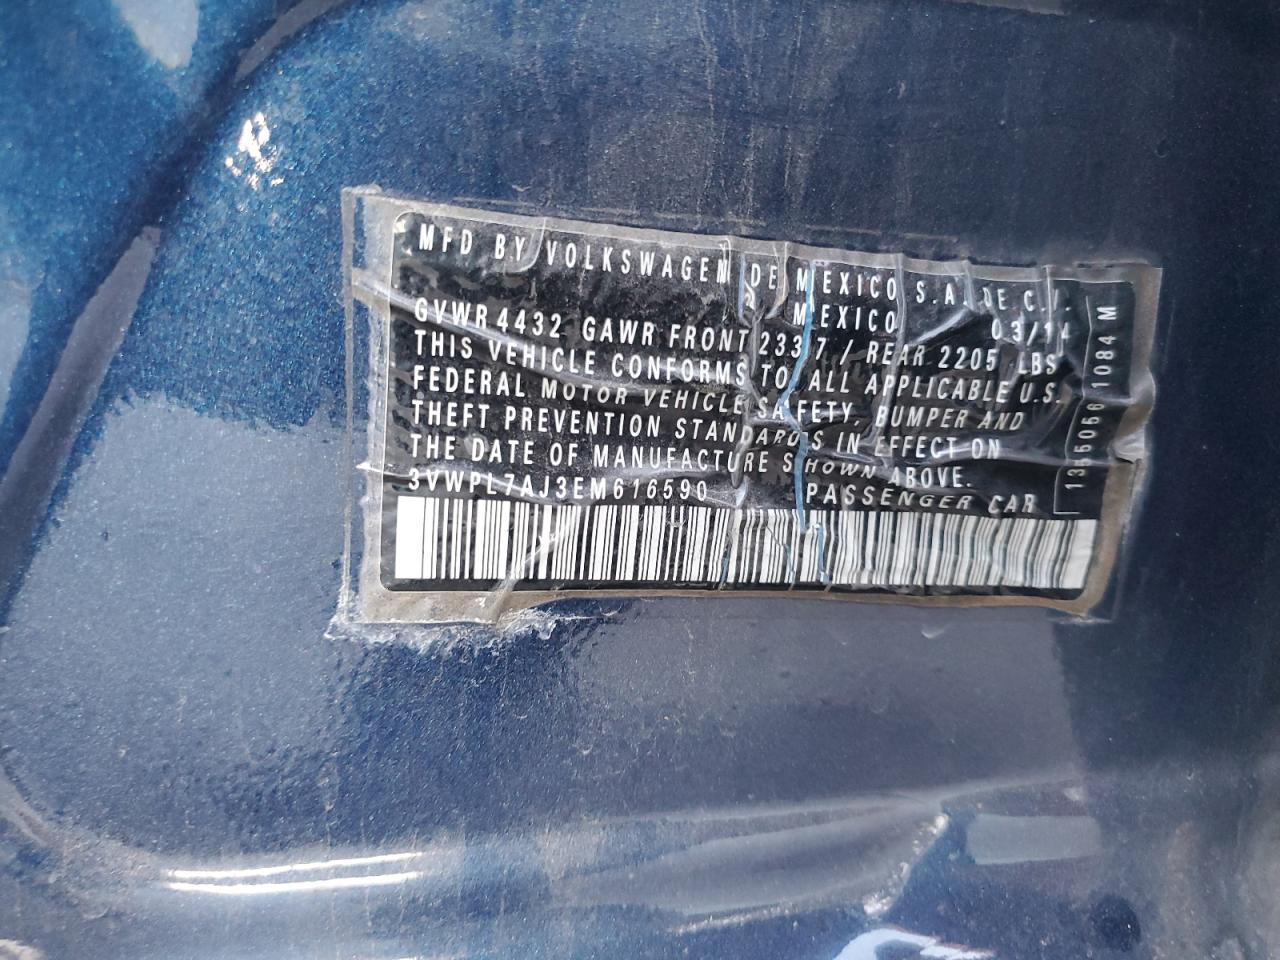 MFD BY VOLKSWAGEN DE MEXICO S.A. DE C.V.
MEXICO 03/14
GVWR 4432 GAWR FRONT 2337 / REAR 2205 LBS
THIS VEHICLE CONFORMS TO ALL APPLICABLE U.S.
FEDERAL MOTOR VEHICLE SAFETY, BUMPER AND
THEFT PREVENTION STANDARDS IN EFFECT ON
THE DATE OF MANUFACTURE SHOWN ABOVE.
3VWPL7AJ3EM616590 PASSENGER CAR
1084 M